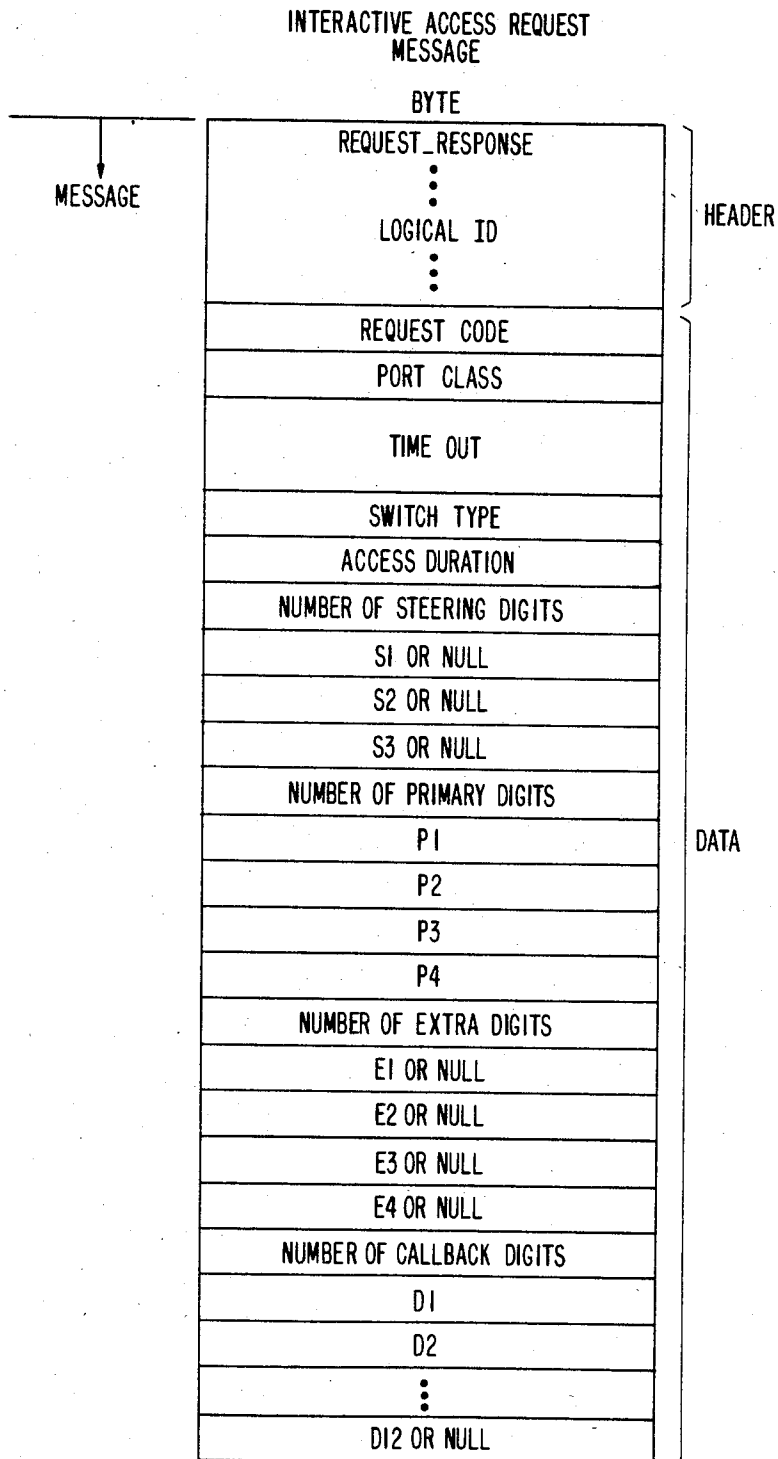 INTERACTIVE ACCESS REQUEST
MESSAGE
BYTE
REQUEST_RESPONSE
MESSAGE
LOGICAL ID
HEADER
REQUEST CODE
PORT CLASS
TIME OUT
SWITCH TYPE
ACCESS DURATION
NUMBER OF STEERING DIGITS
S1 OR NULL
S2 OR NULL
S3 OR NULL
NUMBER OF PRIMARY DIGITS
P1
DATA
P2
P3
P4
NUMBER OF EXTRA DIGITS
E1 OR NULL
E2 OR NULL
E3 OR NULL
E4 OR NULL
NUMBER OF CALLBACK DIGITS
D1
D2
D12 OR NULL